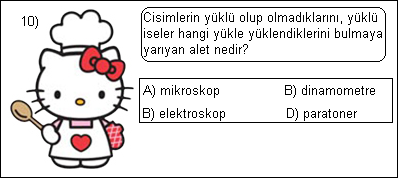 10)
Cisimlerin yüklü olup olmadıklarını, yüklü
iseler hangi yükle yüklendiklerini bulmaya
yarıyan alet nedir?
A) mikroskop B) dinamometre
B) elektroskop D) paratoner